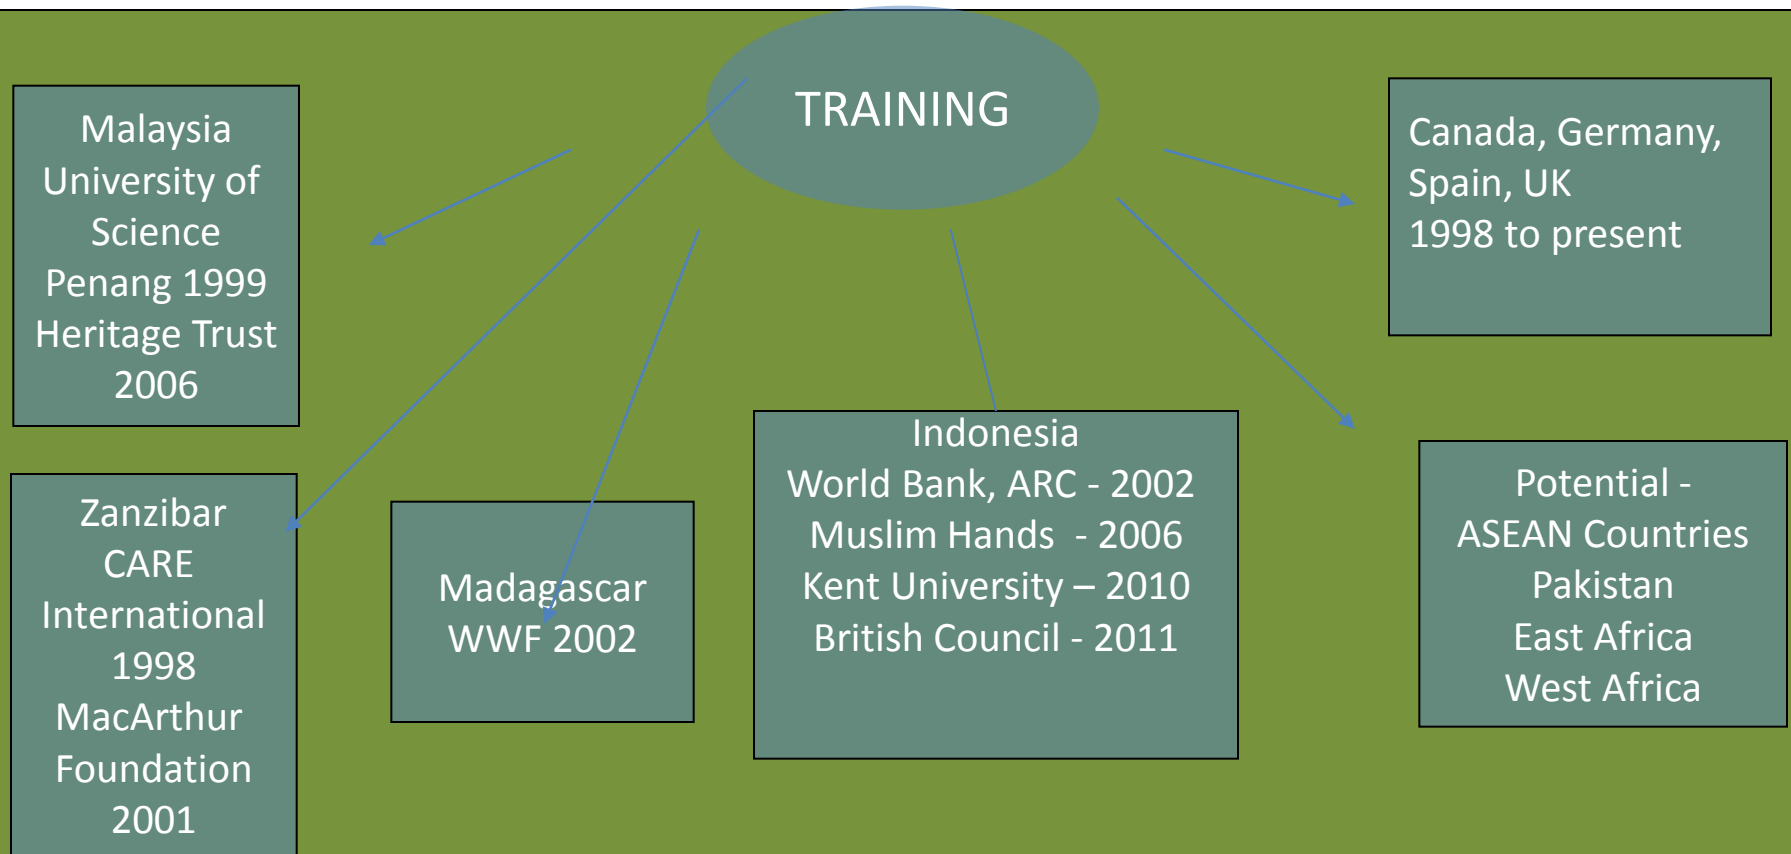 TRAINING
Malaysia
University of
Science
Penang 1999
Heritage Trust
2006
Canada, Germany,
Spain, UK
1998 to present
Zanzibar
CARE
International
1998
MacArthur
Foundation
2001
Madagascar
WWF 2002
Indonesia
World Bank, ARC - 2002
Muslim Hands - 2006
Kent University – 2010
British Council - 2011
Potential -
ASEAN Countries
Pakistan
East Africa
West Africa